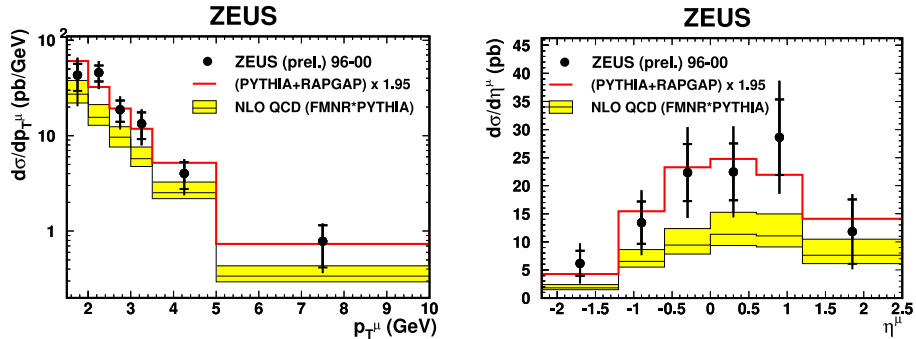 ZEUS
dσ/dp_T^μ (pb/GeV)
10²
10
1
ZEUS (prel.) 96-00
(PYTHIA+RAPGAP) x 1.95
NLO QCD (FMNR*PYTHIA)
2 3 4 5 6 7 8 9 10
p_T^μ (GeV)
ZEUS
dσ/dη^μ (pb)
45
40
35
30
25
20
15
10
5
0
ZEUS (prel.) 96-00
(PYTHIA+RAPGAP) x 1.95
NLO QCD (FMNR*PYTHIA)
-2 -1.5 -1 -0.5 0 0.5 1 1.5 2 2.5
η^μ